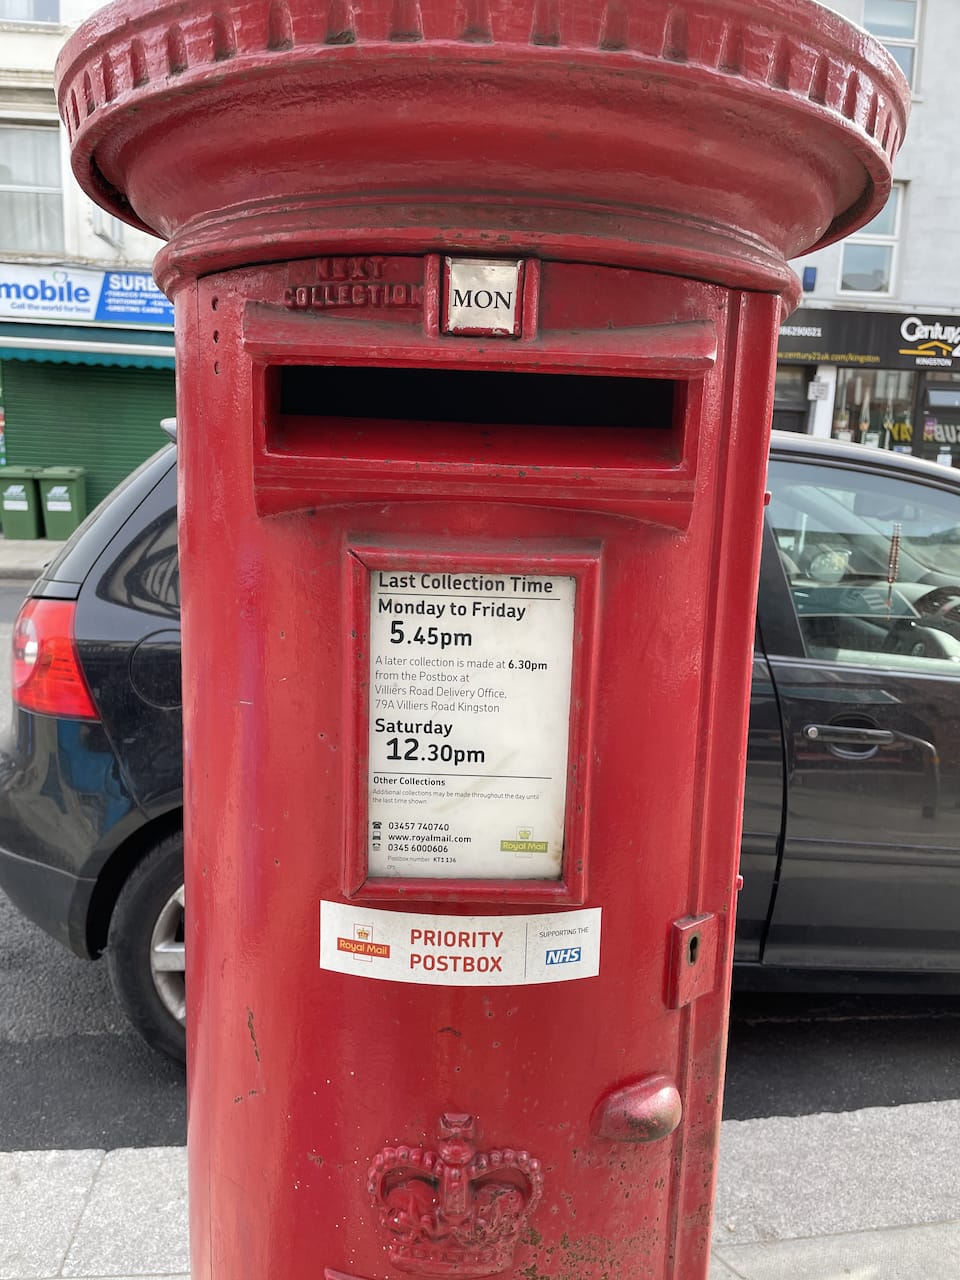 NEXT
COLLECTION
MON
mobile
Call the world for less
SURE
Century
KINGSTON
www.century21uk.com/kingston
Last Collection Time
Monday to Friday
5.45pm
A later collection is made at 6.30pm
from the Postbox at
Villiers Road Delivery Office,
79A Villiers Road Kingston
Saturday
12.30pm
Other Collections
Additional collections may be made throughout the day until
the last time shown
03457 740740
www.royalmail.com
0345 6000606
Postbox number KT1 136
Royal Mail
Royal Mail
PRIORITY
POSTBOX
SUPPORTING THE
NHS